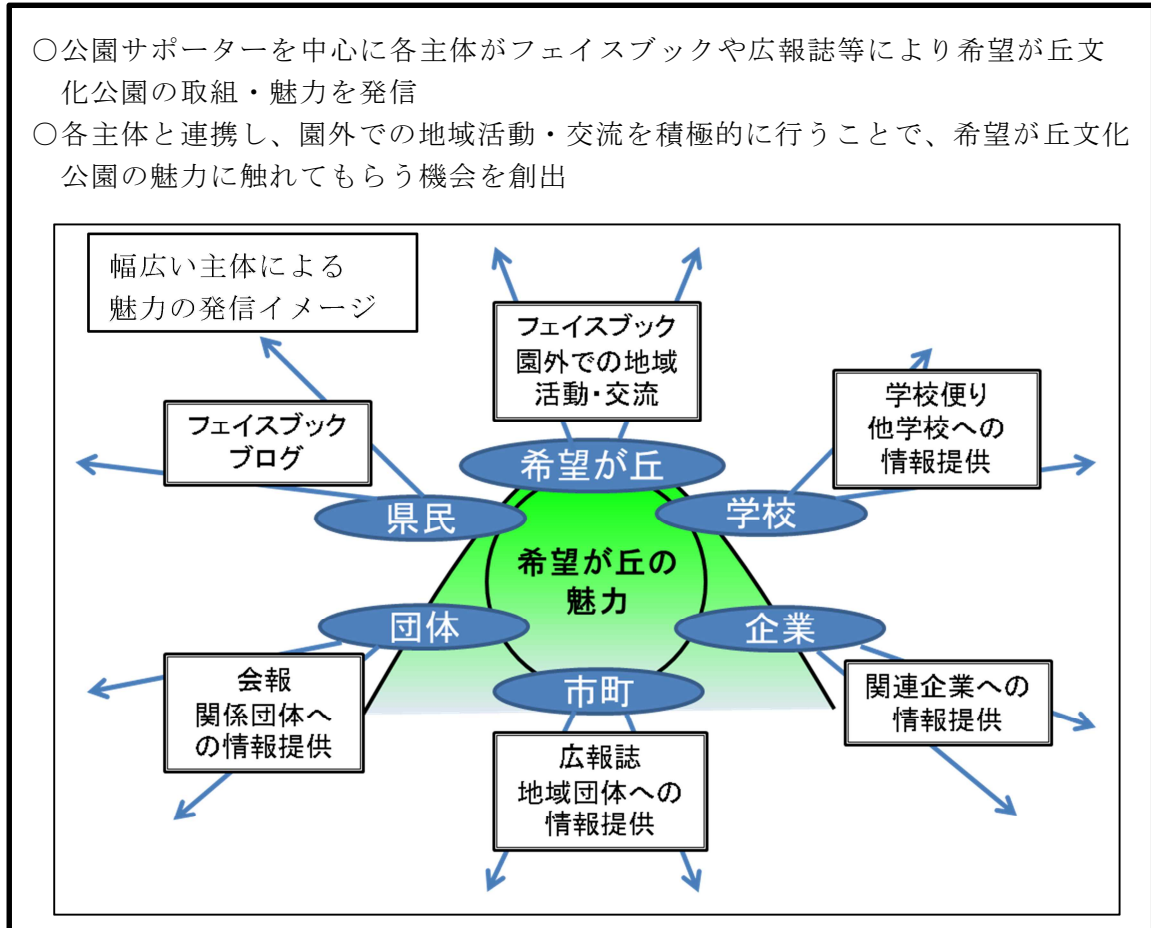 〇公園サポーターを中心に各主体がフェイスブックや広報誌等により希望が丘文
化公園の取組・魅力を発信
〇各主体と連携し、園外での地域活動・交流を積極的に行うことで、希望が丘文化
公園の魅力に触れてもらう機会を創出
幅広い主体による
魅力の発信イメージ
フェイスブック
園外での地域
活動・交流
学校便り
他学校への
情報提供
フェイスブック
ブログ
希望が丘
県民
学校
希望が丘の
魅力
団体
企業
市町
会報
関係団体へ
の情報提供
関連企業への
情報提供
広報誌
地域団体への
情報提供